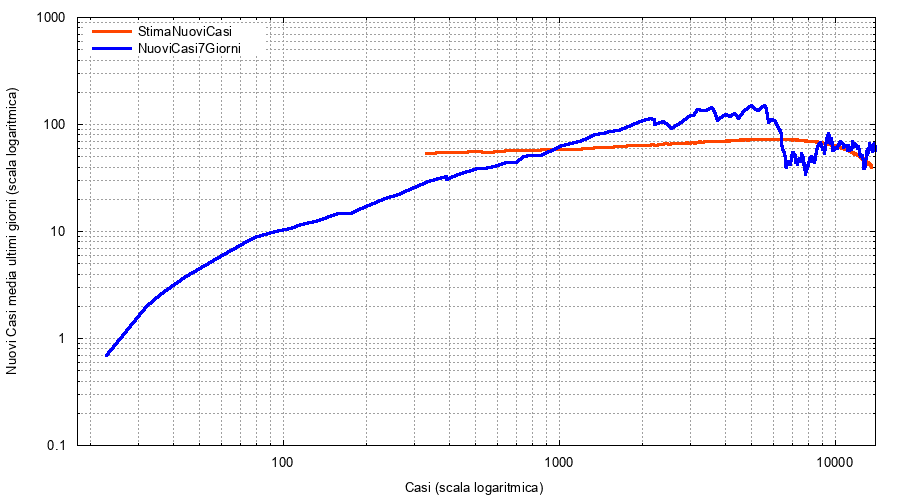 1000
StimaNuoviCasi
NuoviCasi7Giorni
100
10
1
0.1
Nuovi Casi media ultimi giorni (scala logaritmica)
100
1000
10000
Casi (scala logaritmica)